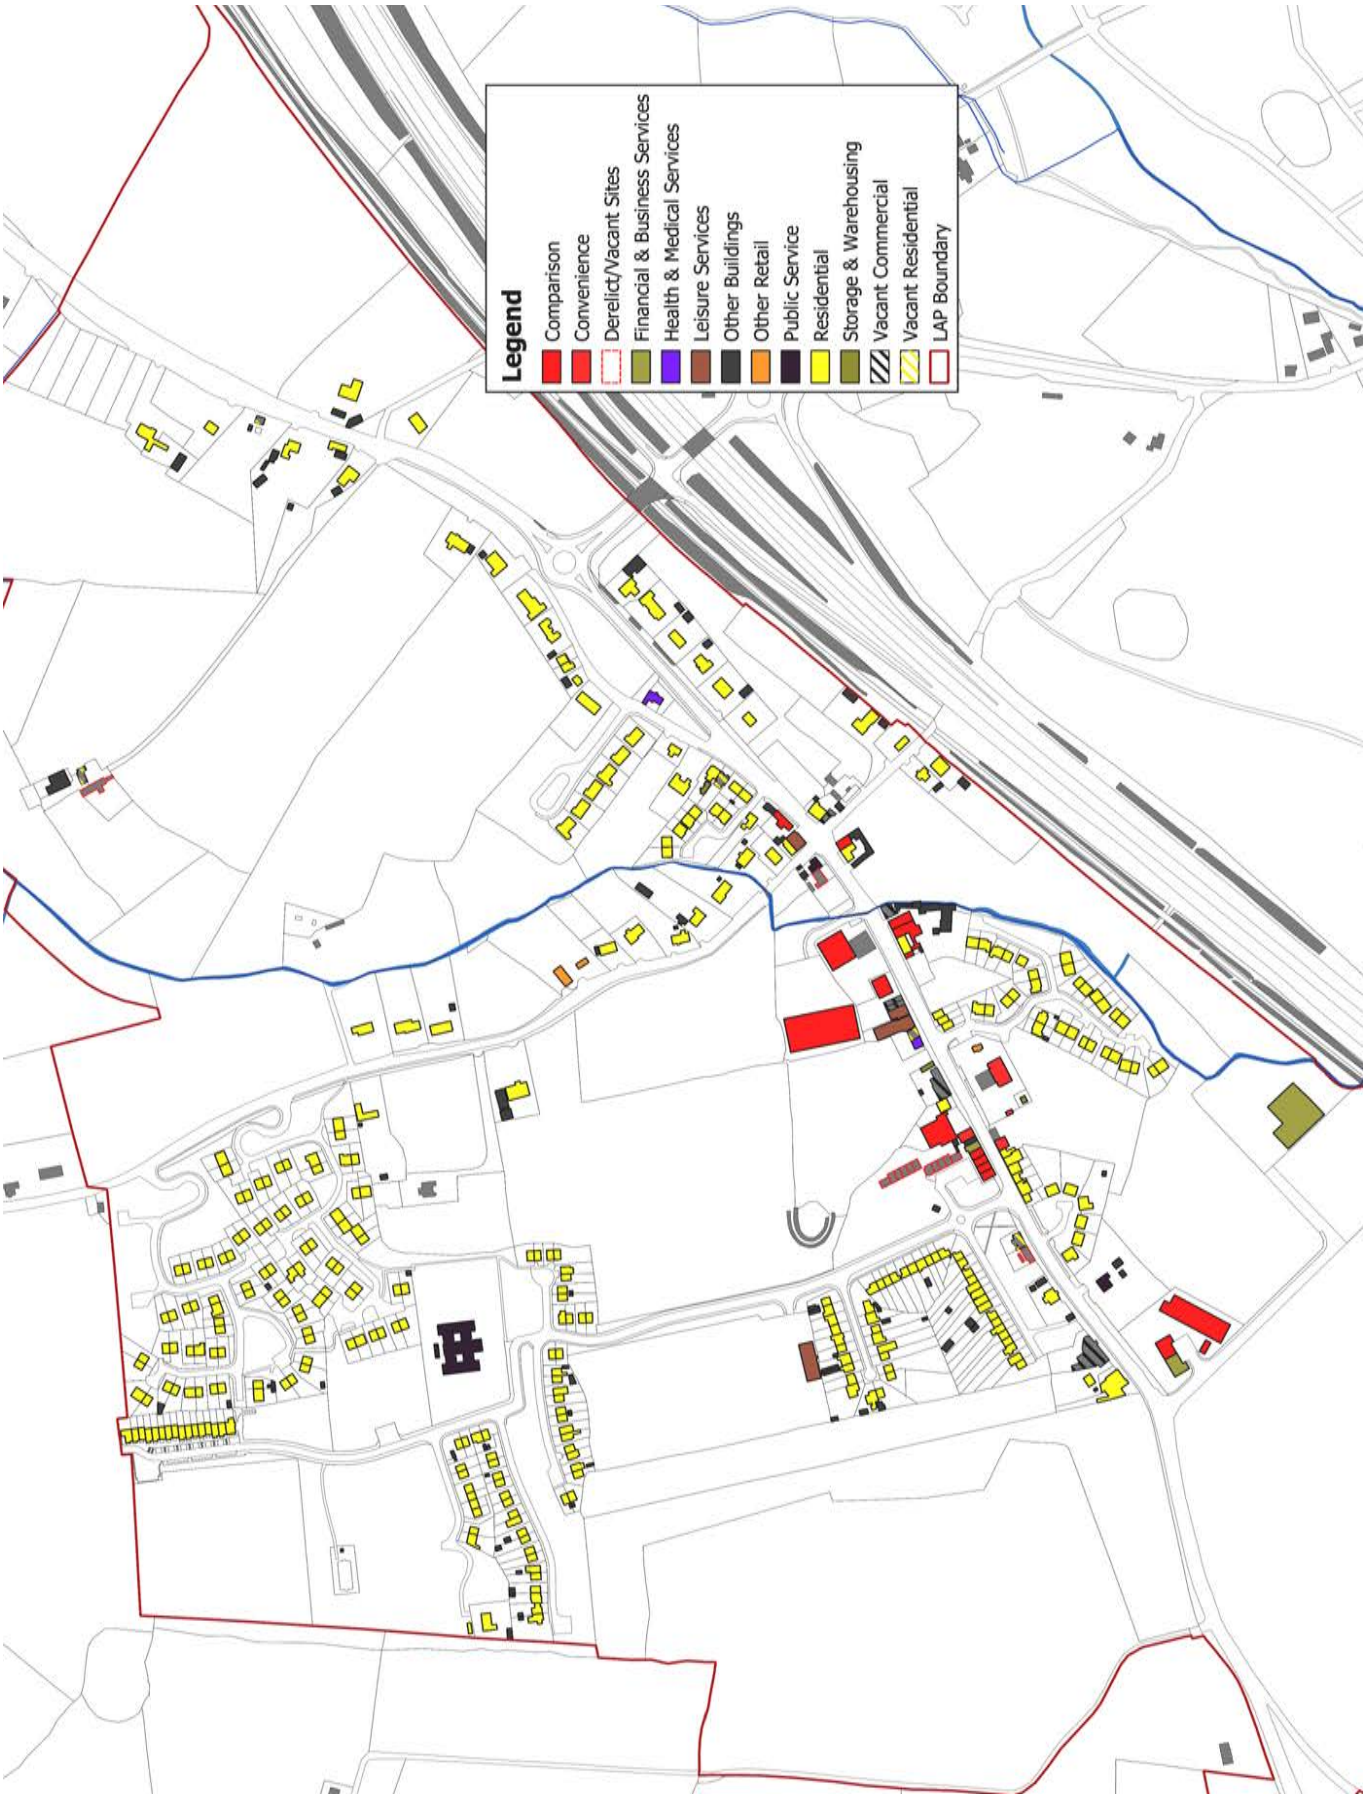 Legend
Comparison
Convenience
Derelict/Vacant Sites
Financial & Business Services
Health & Medical Services
Leisure Services
Other Buildings
Other Retail
Public Service
Residential
Storage & Warehousing
Vacant Commercial
Vacant Residential
LAP Boundary